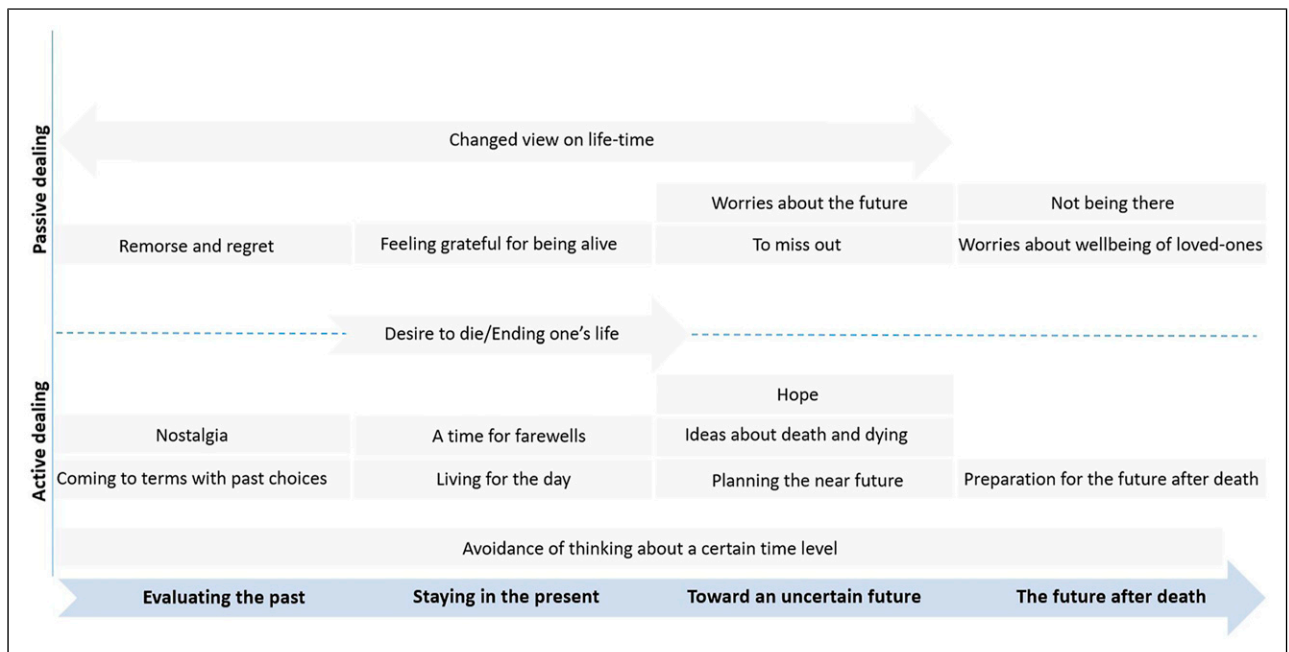 Passive dealing
Changed view on life-time
Worries about the future
Not being there
Remorse and regret
Feeling grateful for being alive
To miss out
Worries about wellbeing of loved-ones
Desire to die/Ending one’s life
Active dealing
Hope
Nostalgia
A time for farewells
Ideas about death and dying
Coming to terms with past choices
Living for the day
Planning the near future
Preparation for the future after death
Avoidance of thinking about a certain time level
Evaluating the past
Staying in the present
Toward an uncertain future
The future after death